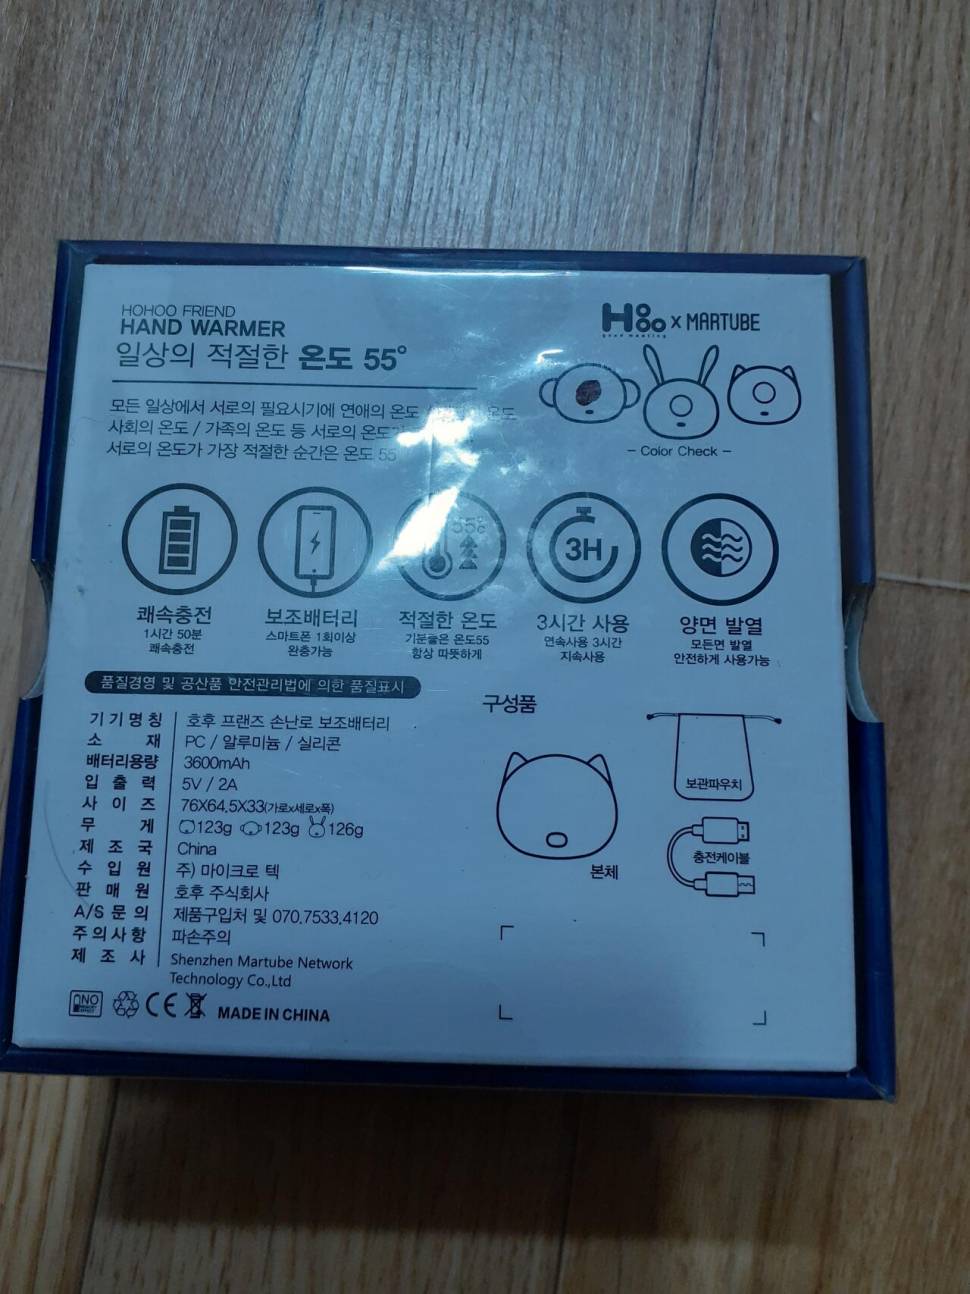 HOHOO FRIEND
HAND WARMER
일상의 적절한 온도 55°
H8oo x MARTUBE
모든 일상에서 서로의 필요시기에 연애의 온도 / 온도
사회의 온도 / 가족의 온도 등 서로의 온도
서로의 온도가 가장 적절한 순간은 온도 55
– Color Check –
55℃
3H
쾌속충전
1시간 50분
쾌속충전
보조배터리
스마트폰 1회이상
완충가능
적절한 온도
기분좋은 온도55
항상 따뜻하게
3시간 사용
연속사용 3시간
지속사용
양면 발열
모든면 발열
안전하게 사용가능
품질경영 및 공산품 안전관리법에 의한 품질표시
기기명칭 호후 프랜즈 손난로 보조배터리
소재 PC / 알루미늄 / 실리콘
배터리용량 3600mAh
입출력 5V / 2A
사이즈 76X64.5X33(가로x세로x폭)
무게 123g 123g 126g
제조국 China
수입원 주) 마이크로 텍
판매원 호후 주식회사
A/S문의 제품구입처 및 070.7533.4120
주의사항 파손주의
제조사 Shenzhen Martube Network
Technology Co.,Ltd
NO
CE
MADE IN CHINA
구성품
본체
보관파우치
충전케이블